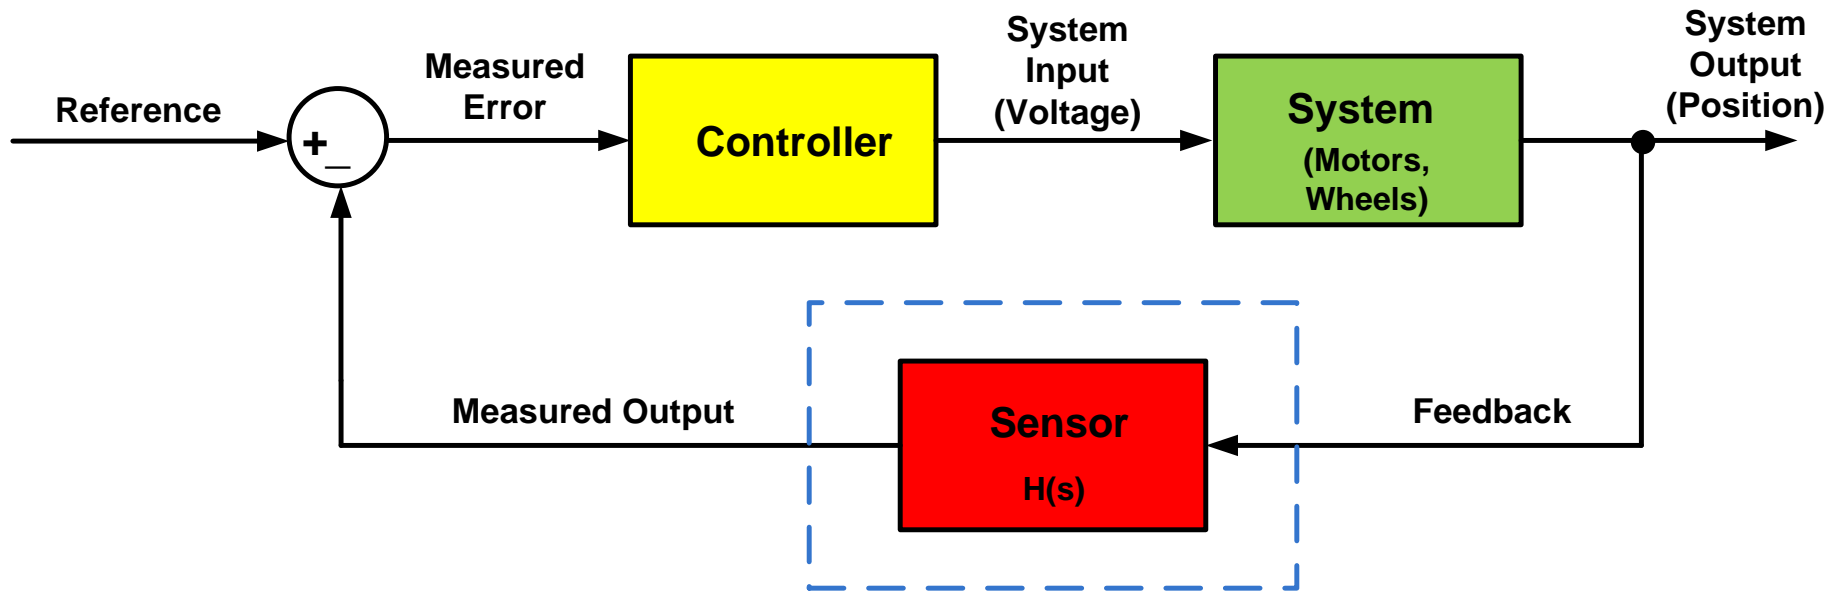 Reference
+
_
Measured
Error
Controller
System
Input
(Voltage)
System
(Motors,
Wheels)
System
Output
(Position)
Measured Output
Sensor
H(s)
Feedback